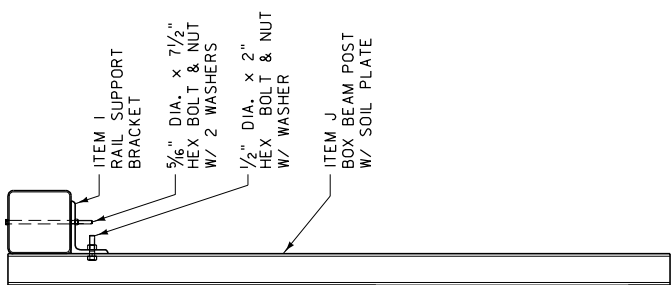 ITEM I
RAIL SUPPORT
BRACKET
5/16" DIA. x 7 1/2"
HEX BOLT & NUT
W/ 2 WASHERS
1/2" DIA. x 2"
HEX BOLT & NUT
W/ WASHER
ITEM J
BOX BEAM POST
W/ SOIL PLATE